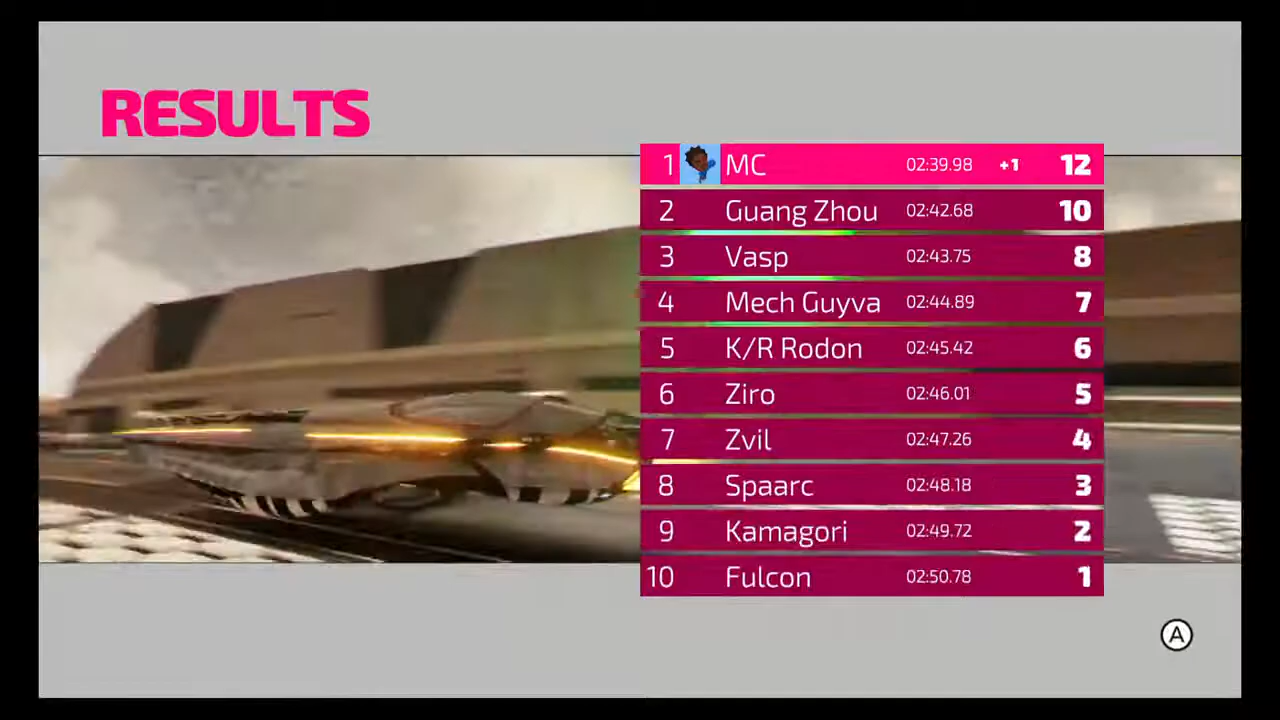 RESULTS
1 MC 02:39.98 +1 12
2 Guang Zhou 02:42.68 10
3 Vasp 02:43.75 8
4 Mech Guyva 02:44.89 7
5 K/R Rodon 02:45.42 6
6 Ziro 02:46.01 5
7 Zvil 02:47.26 4
8 Spaarc 02:48.18 3
9 Kamagori 02:49.72 2
10 Fulcon 02:50.78 1
A